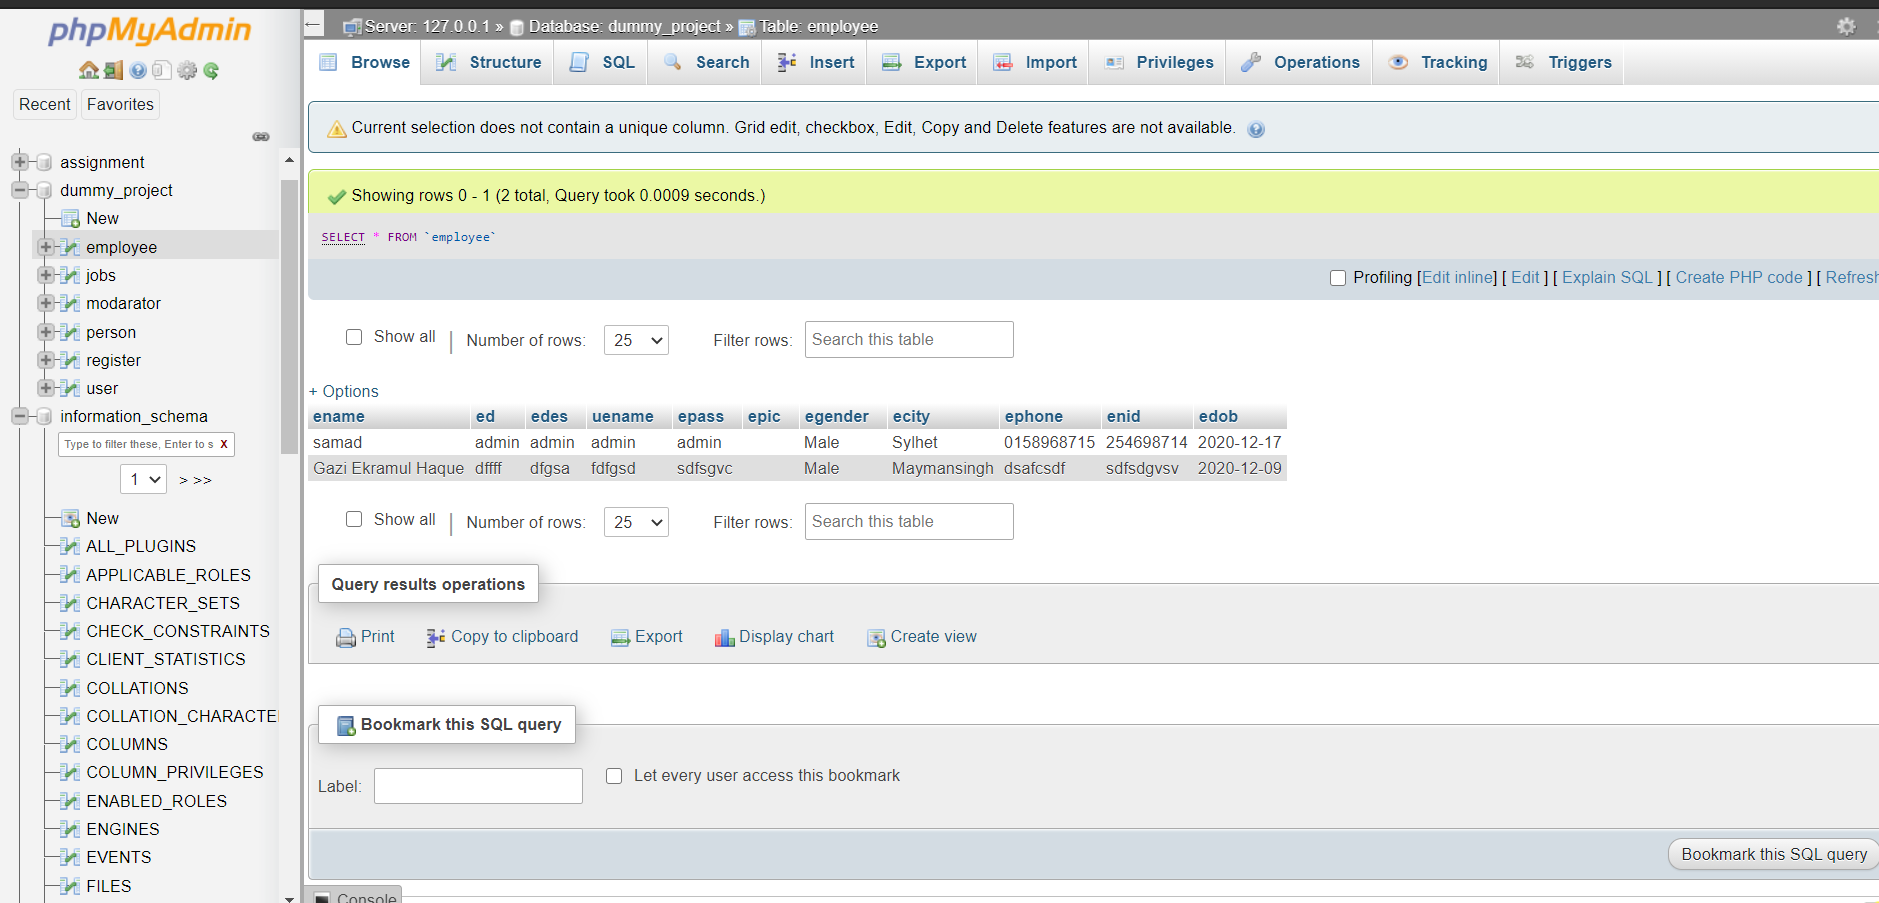 phpMyAdmin
Recent
Favorites
assignment
dummy_project
New
employee
jobs
modarator
person
register
user
information_schema
Type to filter these, Enter to s X
1 > >>
New
ALL_PLUGINS
APPLICABLE_ROLES
CHARACTER_SETS
CHECK_CONSTRAINTS
CLIENT_STATISTICS
COLLATIONS
COLLATION_CHARACTE
COLUMNS
COLUMN_PRIVILEGES
ENABLED_ROLES
ENGINES
EVENTS
FILES
Server: 127.0.0.1 » Database: dummy_project » Table: employee
Browse Structure SQL Search Insert Export Import Privileges Operations Tracking Triggers
Current selection does not contain a unique column. Grid edit, checkbox, Edit, Copy and Delete features are not available.
Showing rows 0 - 1 (2 total, Query took 0.0009 seconds.)
SELECT * FROM `employee`
Profiling [Edit inline] [ Edit ] [ Explain SQL ] [ Create PHP code ] [ Refresh
Show all | Number of rows: 25 Filter rows: Search this table
+ Options
ename ed edes uename epass epic egender ecity ephone enid edob
samad admin admin admin admin Male Sylhet 0158968715 254698714 2020-12-17
Gazi Ekramul Haque dffff dfgsa fdfgsd sdfsgvc Male Maymansingh dsafcsdf sdfsdgvsv 2020-12-09
Show all | Number of rows: 25 Filter rows: Search this table
Query results operations
Print Copy to clipboard Export Display chart Create view
Bookmark this SQL query
Label: Let every user access this bookmark
Bookmark this SQL query
Console